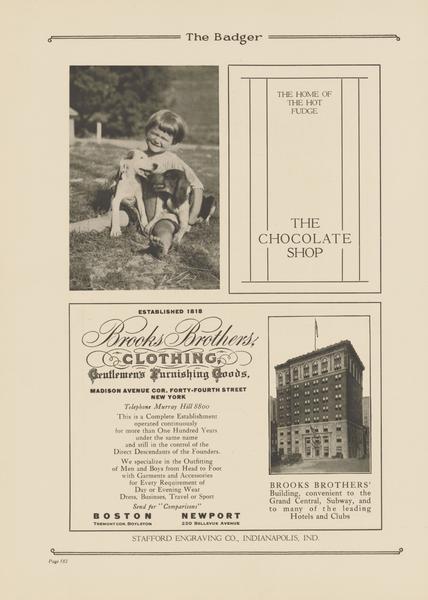 The Badger
THE HOME OF
THE HOT
FUDGE
THE
CHOCOLATE
SHOP
ESTABLISHED 1818
Brooks Brothers,
CLOTHING,
Gentlemen's Furnishing Goods,
MADISON AVENUE COR. FORTY-FOURTH STREET
NEW YORK
Telephone Murray Hill 8800
This is a Complete Establishment
operated continuously
for more than One Hundred Years
under the same name
and still in the control of the
Direct Descendants of the Founders.
We specialize in the Outfitting
of Men and Boys from Head to Foot
with Garments and Accessories
for Every Requirement of
Day or Evening Wear
Dress, Business, Travel or Sport
Send for "Comparisons"
BOSTON NEWPORT
TREMONT COR. BOYLSTON 220 BELLEVUE AVENUE
BROOKS BROTHERS'
Building, convenient to the
Grand Central, Subway, and
to many of the leading
Hotels and Clubs
STAFFORD ENGRAVING CO., INDIANAPOLIS, IND.
Page